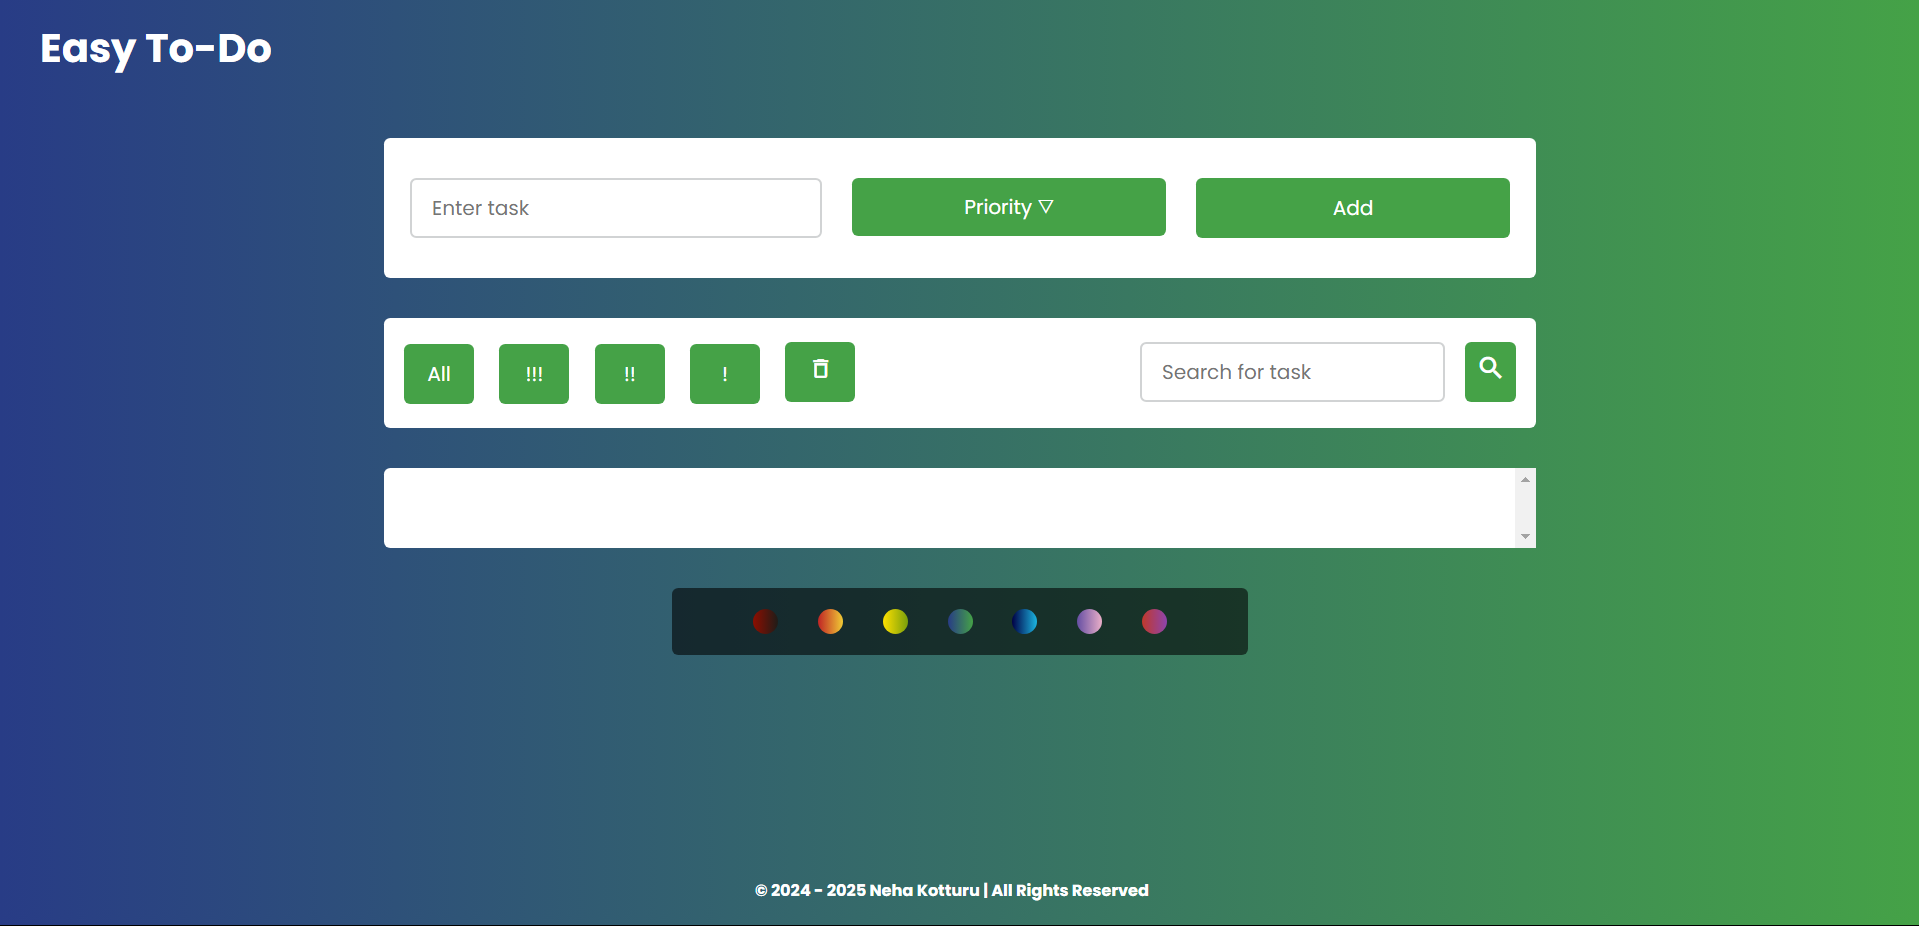 Easy To-Do
Enter task
Priority ▽
Add
All
!!!
!!
!
Search for task
© 2024 - 2025 Neha Kotturu | All Rights Reserved